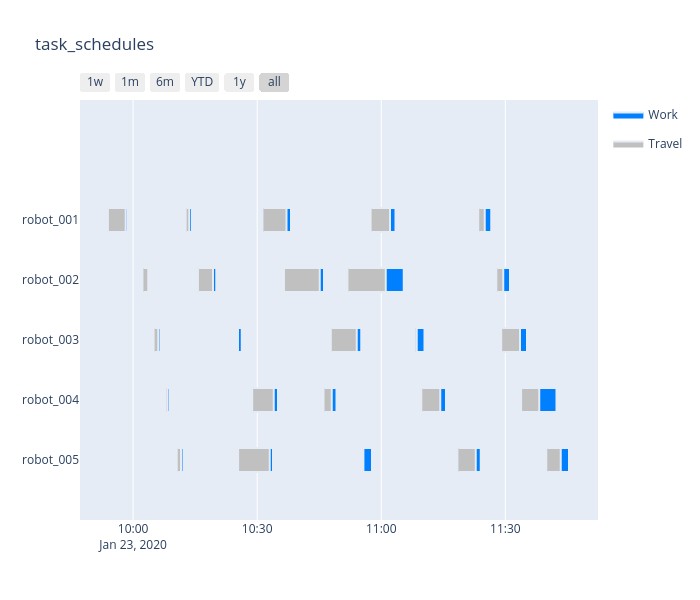 task_schedules
1w 1m 6m YTD 1y all
Work
Travel
robot_001
robot_002
robot_003
robot_004
robot_005
10:00 10:30 11:00 11:30
Jan 23, 2020